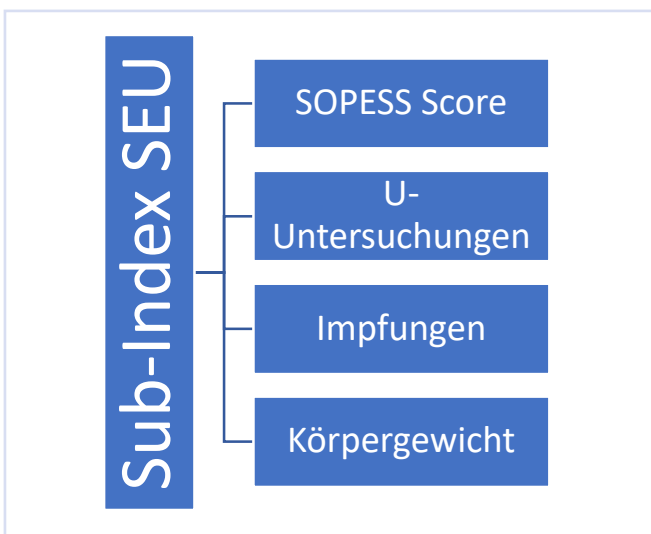 Sub-Index SEU
SOPESS Score
U-
Untersuchungen
Impfungen
Körpergewicht